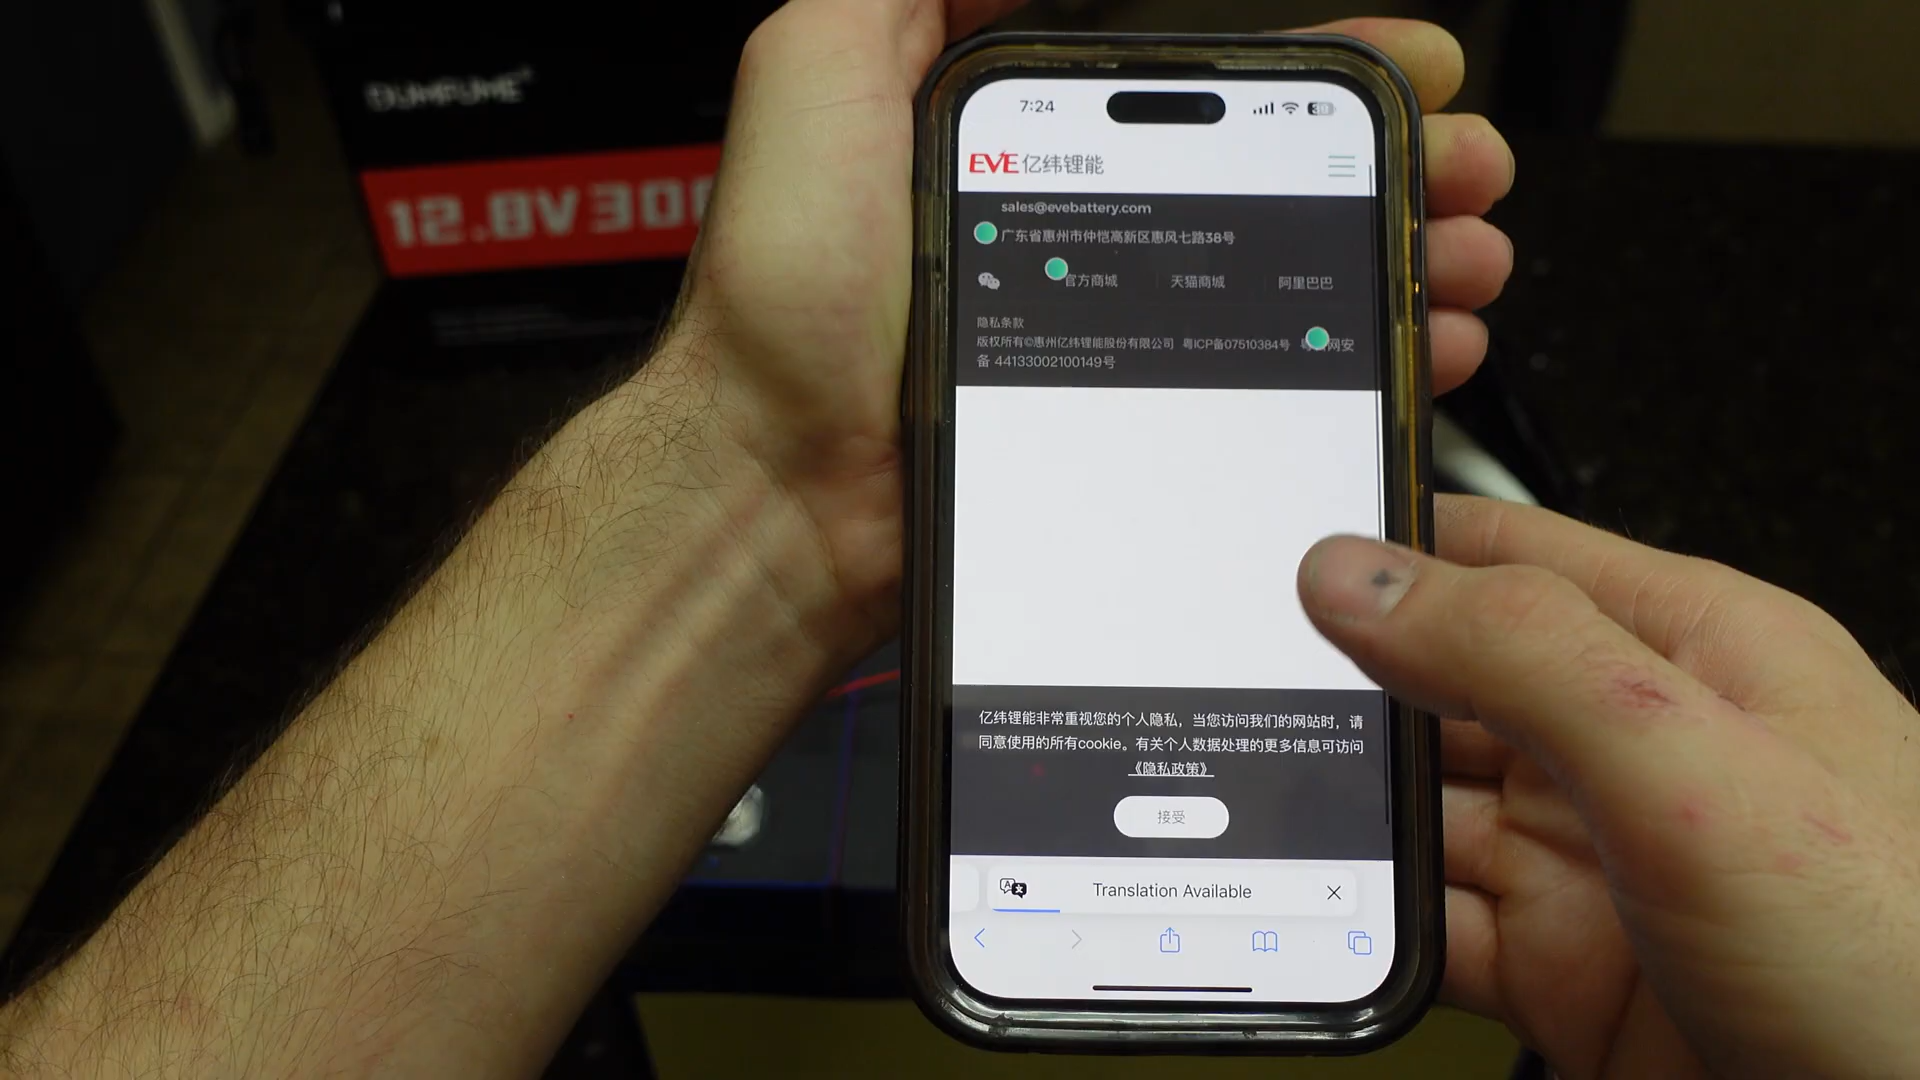 DUMFUME
12.8V 300
7:24
30
EVE 亿纬锂能
sales@evebattery.com
广东省惠州市仲恺高新区惠风七路38号
官方商城 天猫商城 阿里巴巴
隐私条款
版权所有©惠州亿纬锂能股份有限公司 粤ICP备07510384号 网安
备 44133002100149号
亿纬锂能非常重视您的个人隐私，当您访问我们的网站时，请
同意使用的所有cookie。有关个人数据处理的更多信息可访问
《隐私政策》
接受
Translation Available